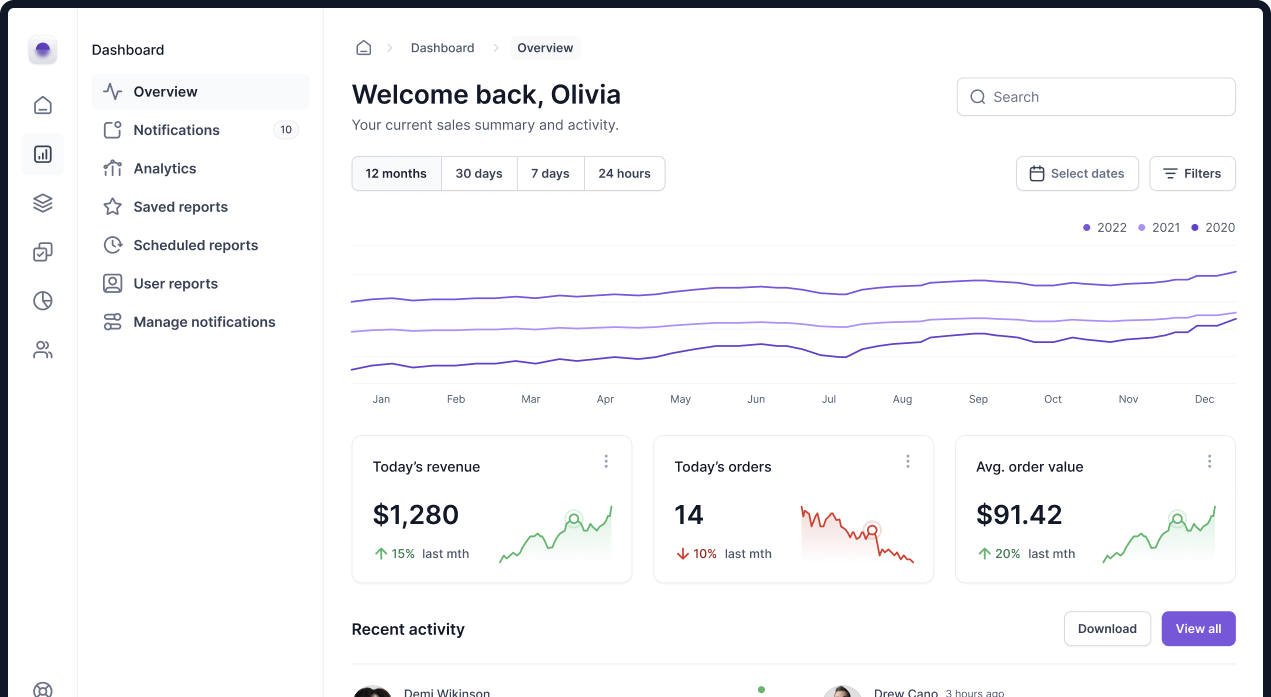 Dashboard
Overview
Notifications 10
Analytics
Saved reports
Scheduled reports
User reports
Manage notifications
Dashboard Overview
Welcome back, Olivia
Your current sales summary and activity.
Search
12 months 30 days 7 days 24 hours
Select dates Filters
2022 2021 2020
Jan Feb Mar Apr May Jun Jul Aug Sep Oct Nov Dec
Today’s revenue
$1,280
15% last mth
Today’s orders
14
10% last mth
Avg. order value
$91.42
20% last mth
Recent activity
Download View all
Demi Wikinson
Drew Cano 3 hours ago